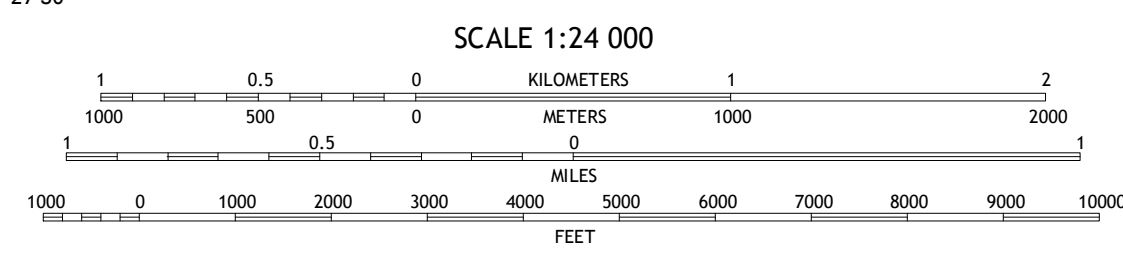 SCALE 1:24 000
1 0.5 0 KILOMETERS 1 2
1000 500 0 METERS 1000 2000
1 0.5 0 1
MILES
1000 0 1000 2000 3000 4000 5000 6000 7000 8000 9000 10000
FEET